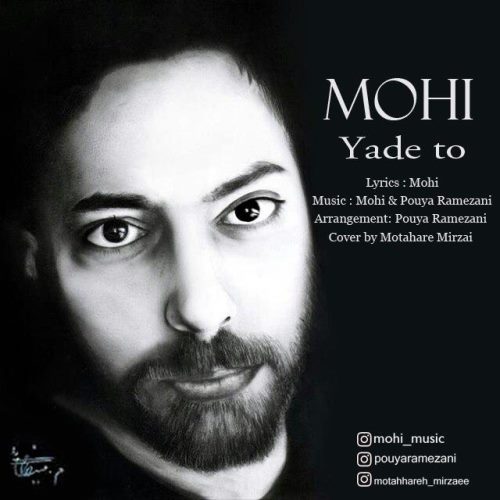 MOHI
Yade to
Lyrics : Mohi
Music : Mohi & Pouya Ramezani
Arrangement: Pouya Ramezani
Cover by Motahare Mirzai
mohi_music
pouyaramezani
motahhareh_mirzaee